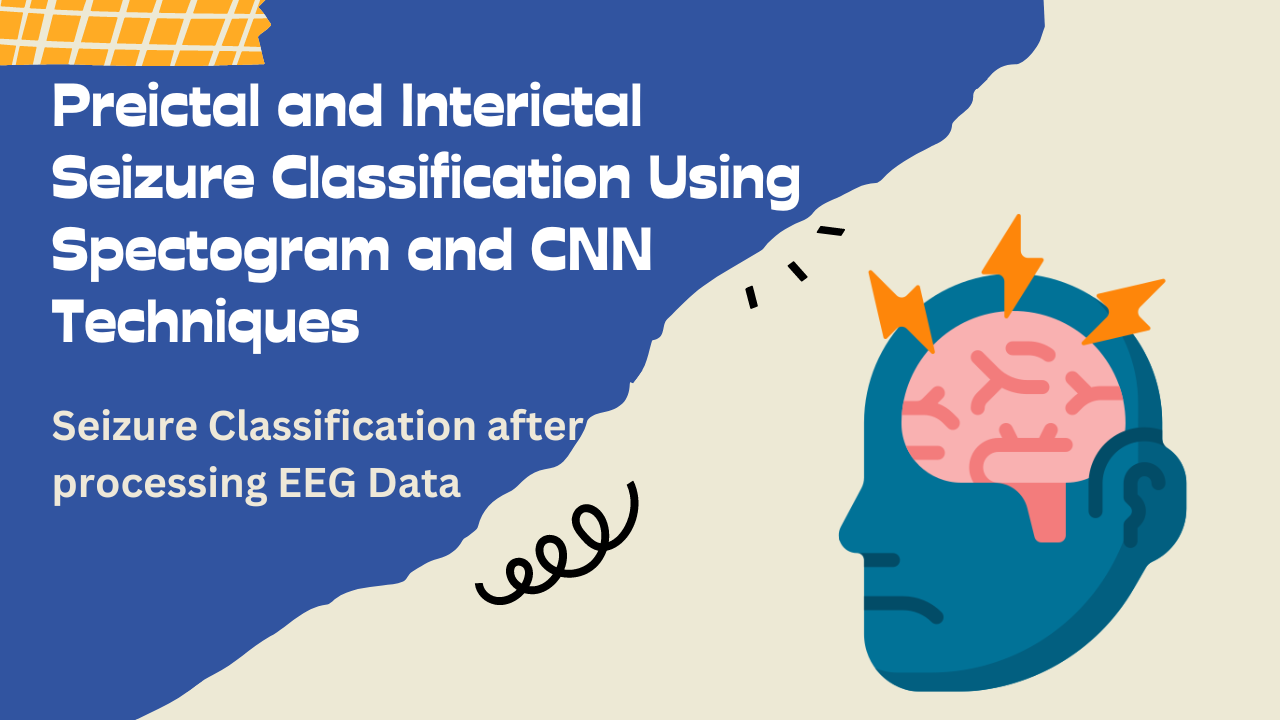 Preictal and Interictal
Seizure Classification Using
Spectogram and CNN
Techniques
Seizure Classification after
processing EEG Data